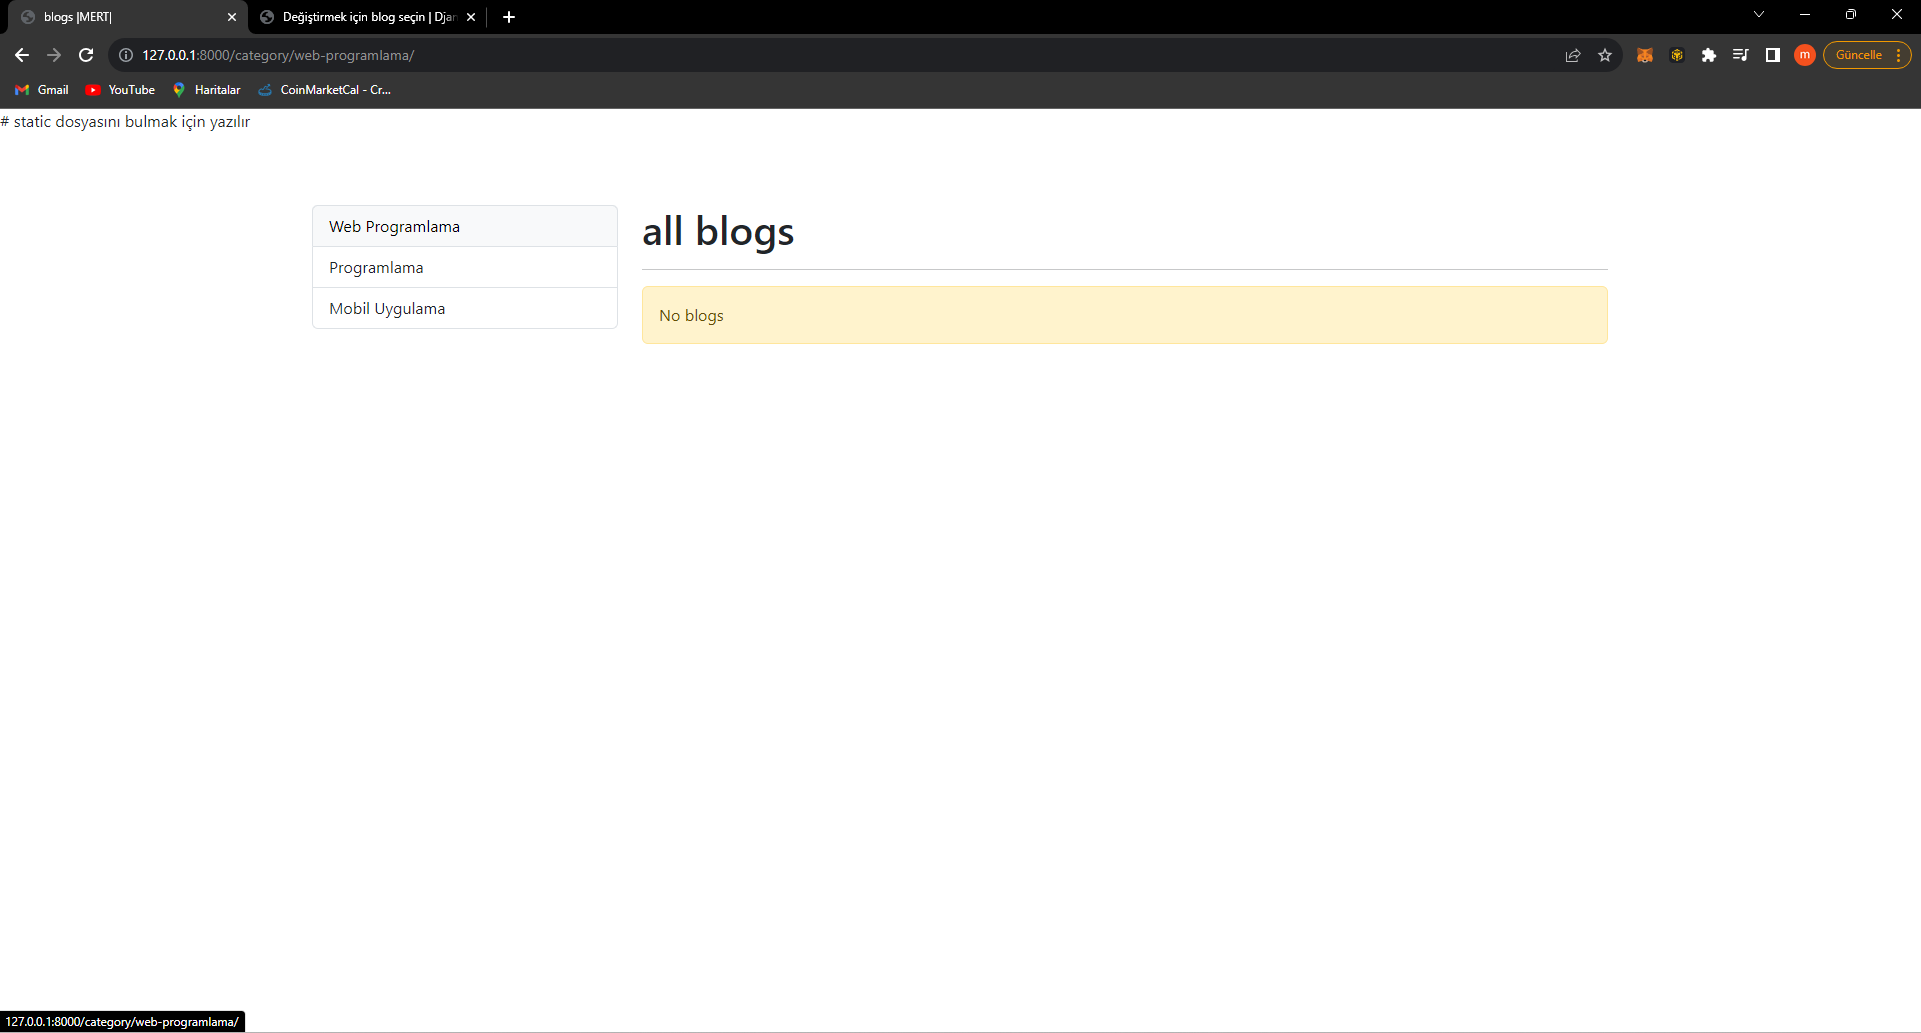 blogs |MERT|
Değiştirmek için blog seçin | Djan
127.0.0.1:8000/category/web-programlama/
m
Güncelle
Gmail
YouTube
Haritalar
CoinMarketCal - Cr...
# static dosyasını bulmak için yazılır
Web Programlama
Programlama
Mobil Uygulama
all blogs
No blogs
127.0.0.1:8000/category/web-programlama/